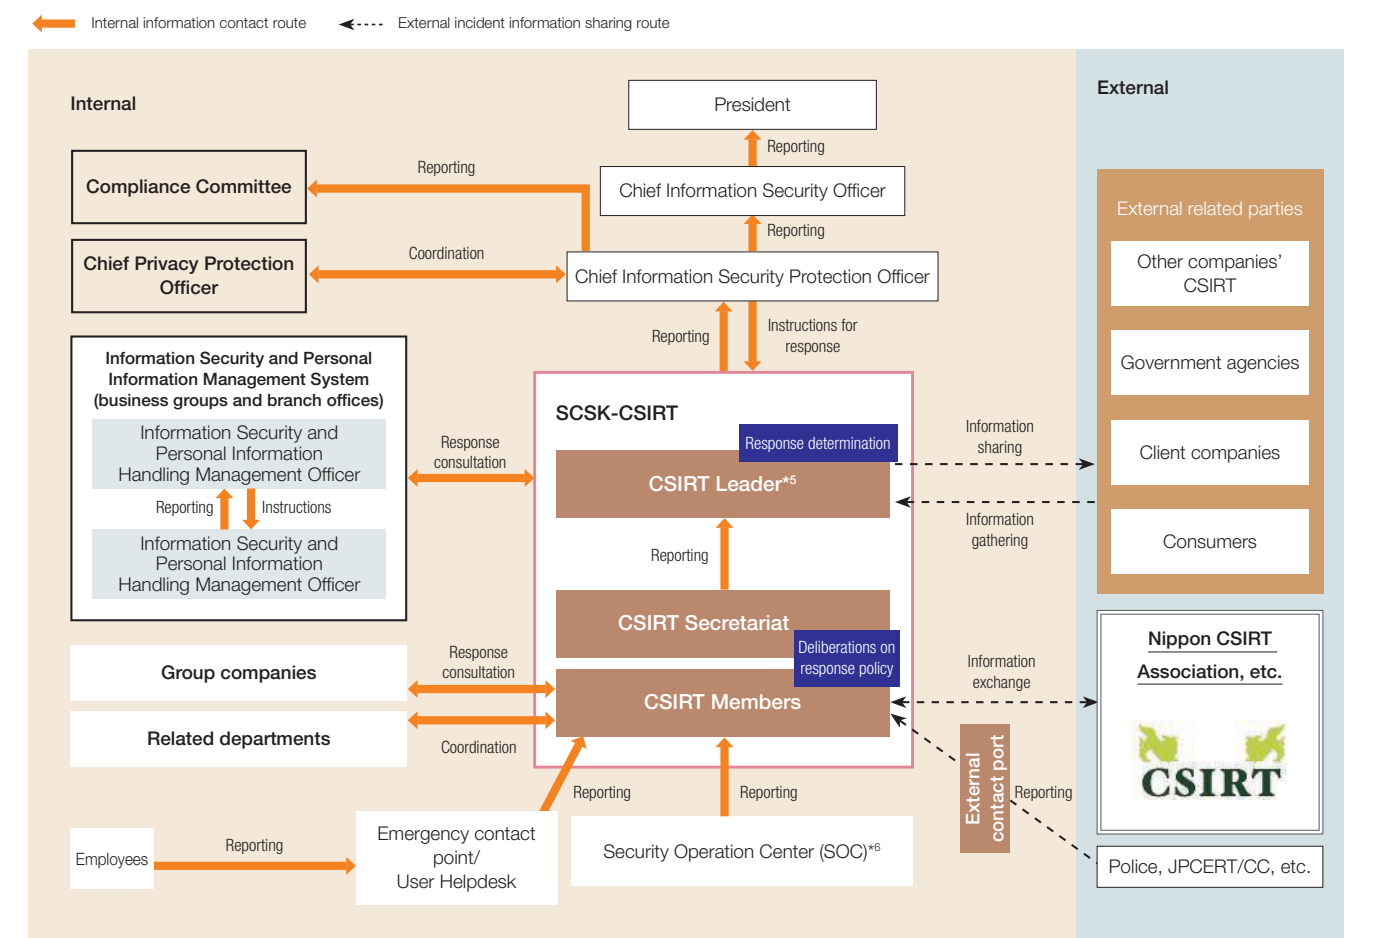 Internal information contact route
External incident information sharing route
Internal
External
President
Reporting
Chief Information Security Officer
Reporting
Compliance Committee
Reporting
Chief Privacy Protection
Officer
Coordination
Chief Information Security Protection Officer
Reporting
Instructions for
response
Information Security and Personal
Information Management System
(business groups and branch offices)
Information Security and
Personal Information
Handling Management Officer
Reporting
Instructions
Information Security and
Personal Information
Handling Management Officer
Response
consultation
SCSK-CSIRT
Response determination
CSIRT Leader*5
Reporting
CSIRT Secretariat
Deliberations on
response policy
CSIRT Members
Group companies
Response
consultation
Related departments
Coordination
Employees
Reporting
Emergency contact
point/
User Helpdesk
Reporting
Reporting
Security Operation Center (SOC)*6
Information
sharing
Information
gathering
Information
exchange
External
contact port
Reporting
External related parties
Other companies’
CSIRT
Government agencies
Client companies
Consumers
Nippon CSIRT
Association, etc.
CSIRT
Police, JPCERT/CC, etc.